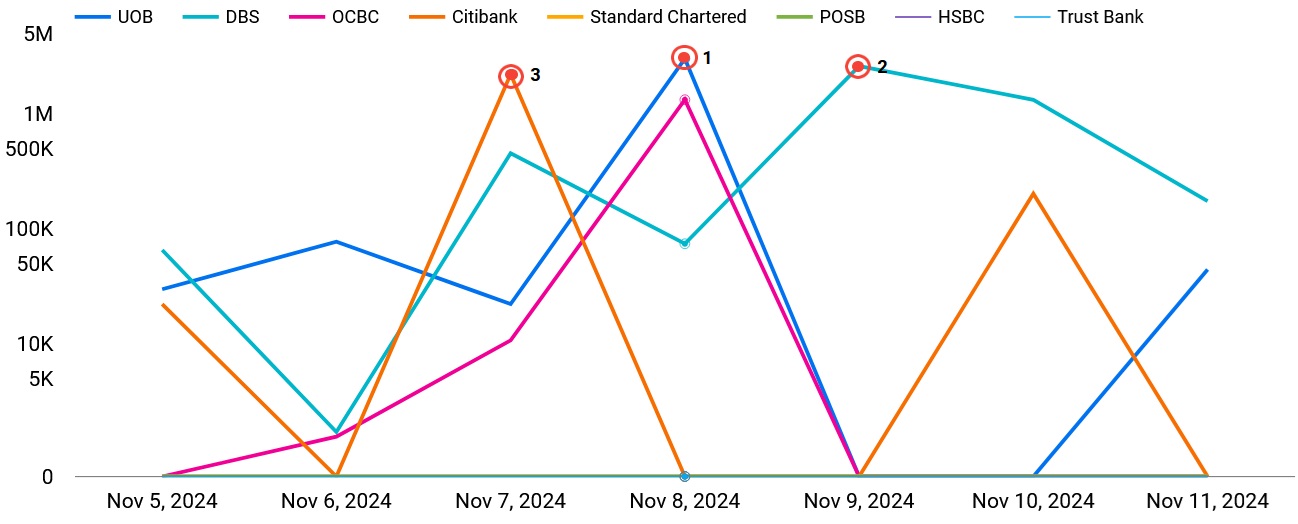 UOB DBS OCBC Citibank Standard Chartered POSB HSBC Trust Bank
5M
1M
500K
100K
50K
10K
5K
0
3
1
2
Nov 5, 2024 Nov 6, 2024 Nov 7, 2024 Nov 8, 2024 Nov 9, 2024 Nov 10, 2024 Nov 11, 2024